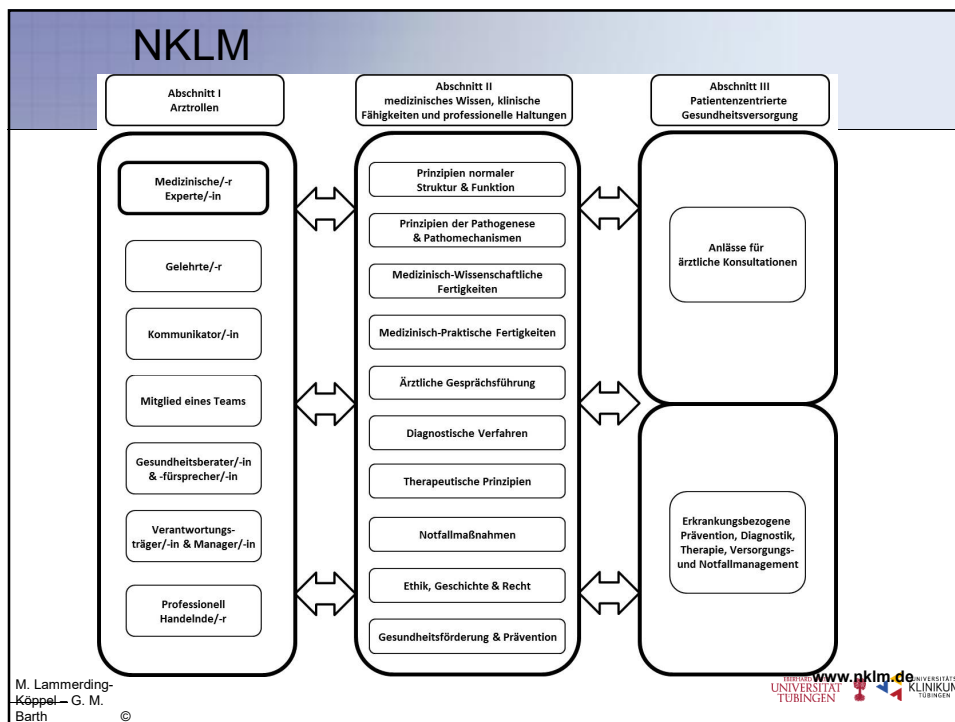 NKLM
Abschnitt I
Arztrollen
Abschnitt II
medizinisches Wissen, klinische
Fähigkeiten und professionelle Haltungen
Abschnitt III
Patientenzentrierte
Gesundheitsversorgung
Medizinische/-r
Experte/-in
Gelehrte/-r
Kommunikator/-in
Mitglied eines Teams
Gesundheitsberater/-in
& -fürsprecher/-in
Verantwortungs-
träger/-in & Manager/-in
Professionell
Handelnde/-r
Prinzipien normaler
Struktur & Funktion
Prinzipien der Pathogenese
& Pathomechanismen
Medizinisch-Wissenschaftliche
Fertigkeiten
Medizinisch-Praktische Fertigkeiten
Ärztliche Gesprächsführung
Diagnostische Verfahren
Therapeutische Prinzipien
Notfallmaßnahmen
Ethik, Geschichte & Recht
Gesundheitsförderung & Prävention
Anlässe für
ärztliche Konsultationen
Erkrankungsbezogene
Prävention, Diagnostik,
Therapie, Versorgungs-
und Notfallmanagement
M. Lammerding-
Köppel – G. M.
Barth ©
www.nklm.de
EBERHARD
UNIVERSITÄT
TÜBINGEN
UNIVERSITÄTS
KLINIKUM
TÜBINGEN